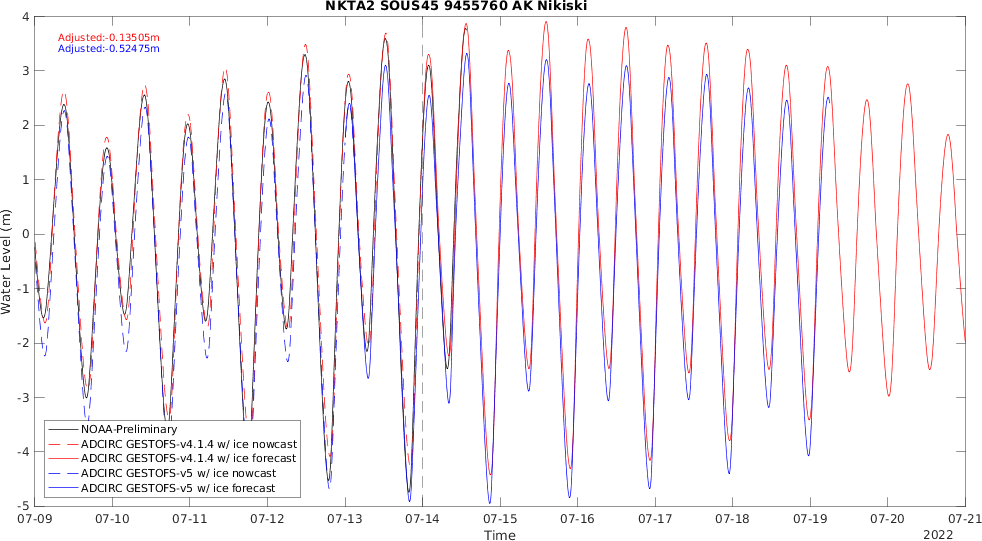 NKTA2 SOUS45 9455760 AK Nikiski
Adjusted:-0.13505m
Adjusted:-0.52475m
4
3
2
1
0
-1
-2
-3
-4
-5
Water Level (m)
NOAA-Preliminary
ADCIRC GESTOFS-v4.1.4 w/ ice nowcast
ADCIRC GESTOFS-v4.1.4 w/ ice forecast
ADCIRC GESTOFS-v5 w/ ice nowcast
ADCIRC GESTOFS-v5 w/ ice forecast
07-09 07-10 07-11 07-12 07-13 07-14 07-15 07-16 07-17 07-18 07-19 07-20 07-21
Time
2022